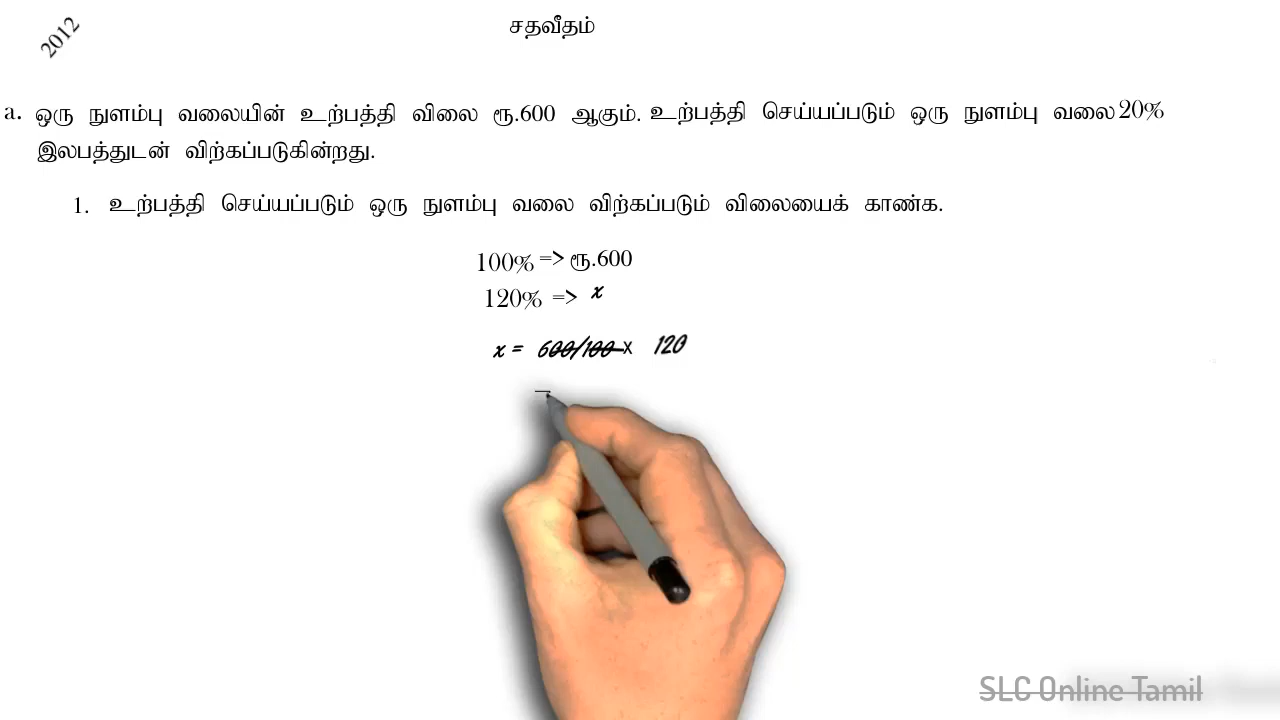 2012
சதவீதம்
a. ஒரு நுளம்பு வலையின் உற்பத்தி விலை ரூ.600 ஆகும். உற்பத்தி செய்யப்படும் ஒரு நுளம்பு வலை 20%
இலபத்துடன் விற்கப்படுகின்றது.
1. உற்பத்தி செய்யப்படும் ஒரு நுளம்பு வலை விற்கப்படும் விலையைக் காண்க.
100% => ரூ.600
120% => x
x = 600/100 x 120
SLC Online Tamil